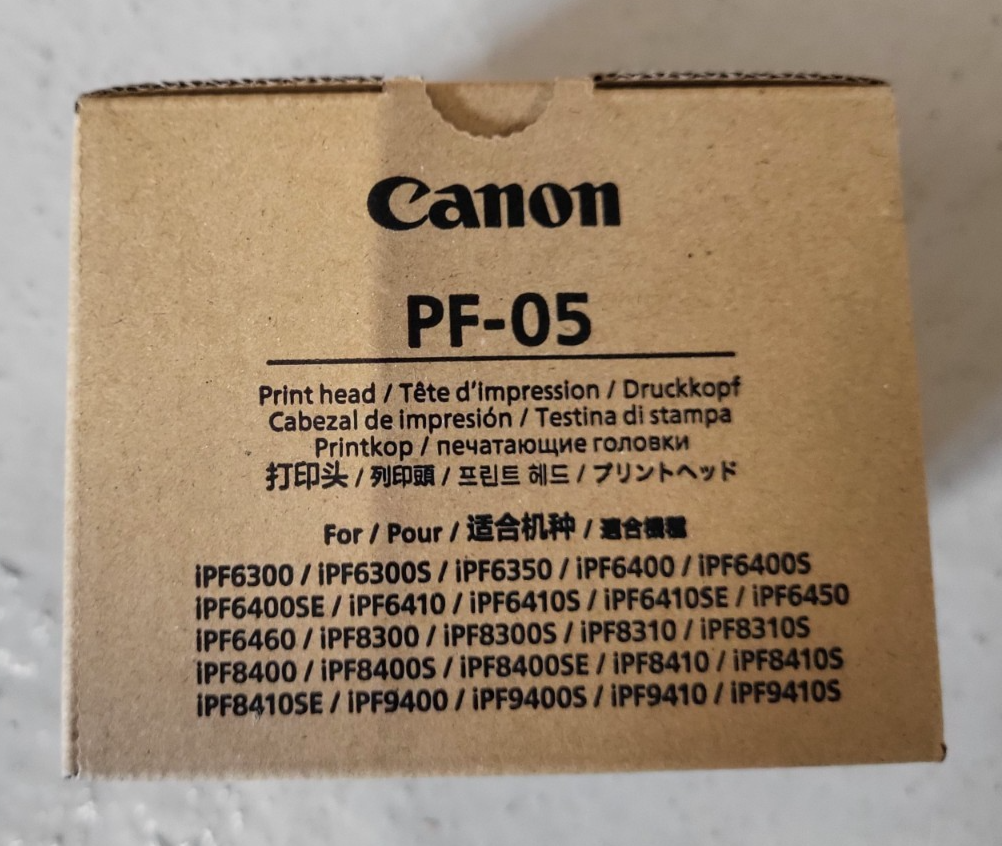 Canon
PF-05
Print head / Tête d'impression / Druckkopf
Cabezal de impresión / Testina di stampa
Printkop / печатающие головки
打印头 / 列印頭 / 프린트 헤드 / プリントヘッド
For / Pour / 适合机种 / 適合機種
iPF6300 / iPF6300S / iPF6350 / iPF6400 / iPF6400S
iPF6400SE / iPF6410 / iPF6410S / iPF6410SE / iPF6450
iPF6460 / iPF8300 / iPF8300S / iPF8310 / iPF8310S
iPF8400 / iPF8400S / iPF8400SE / iPF8410 / iPF8410S
iPF8410SE / iPF9400 / iPF9400S / iPF9410 / iPF9410S